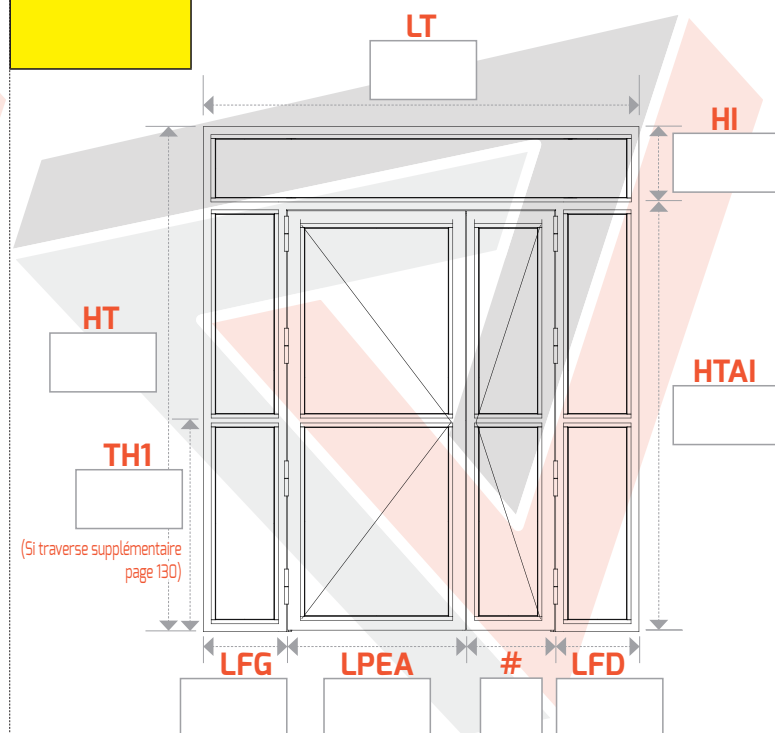 LT
HI
HT
HTAI
TH1
(Si traverse supplémentaire
page 130)
LFG
LPEA
#
LFD